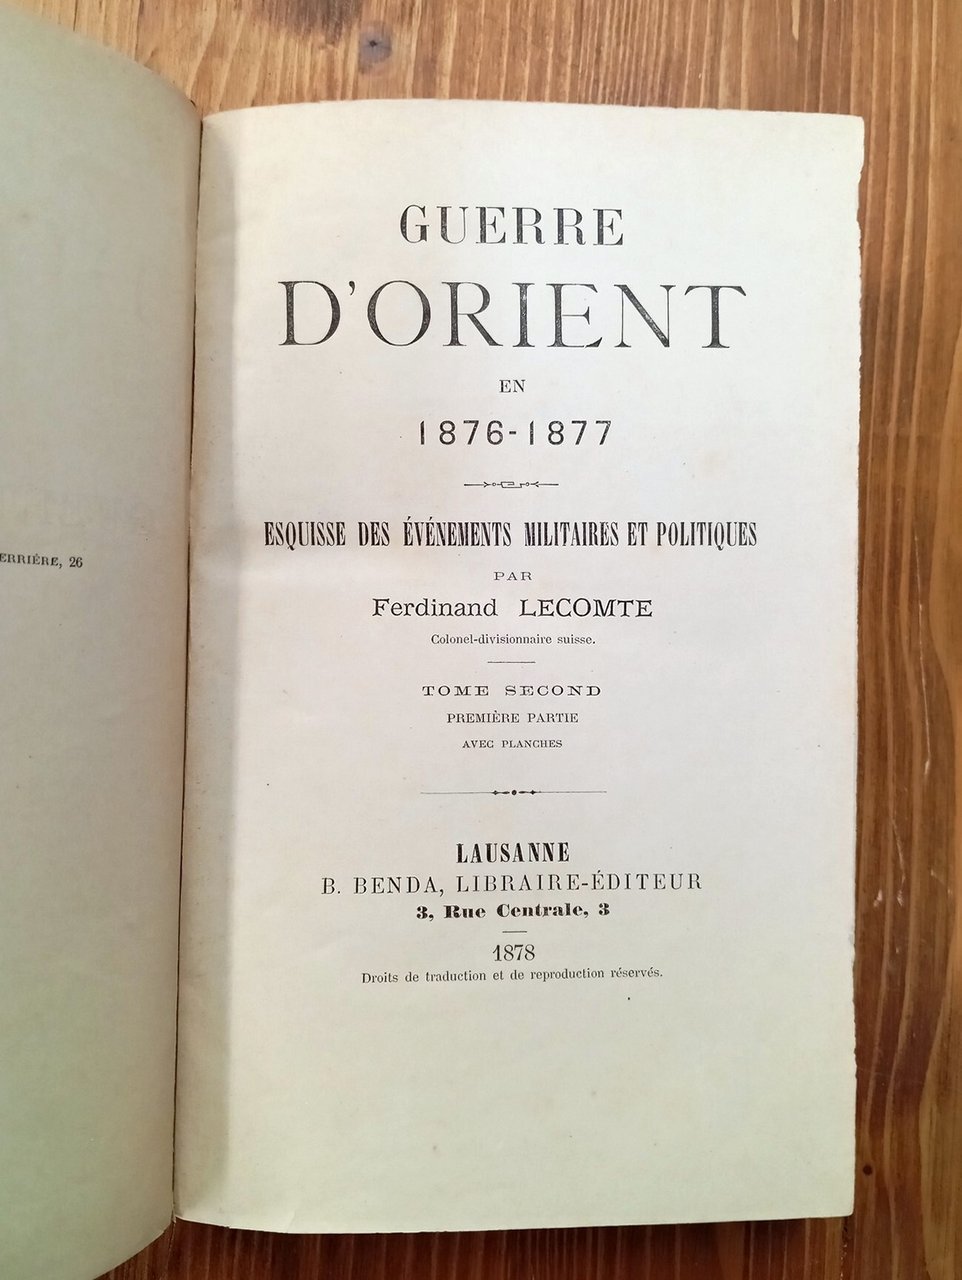 ERRIÉRE, 26
GUERRE
D'ORIENT
EN
1876-1877
ESQUISSE DES ÉVÉNEMENTS MILITAIRES ET POLITIQUES
PAR
Ferdinand LECOMTE
Colonel-divisionnaire suisse.
TOME SECOND
PREMIÈRE PARTIE
AVEC PLANCHES
LAUSANNE
B. BENDA, LIBRAIRE-ÉDITEUR
3, Rue Centrale, 3
1878
Droits de traduction et de reproduction réservés.